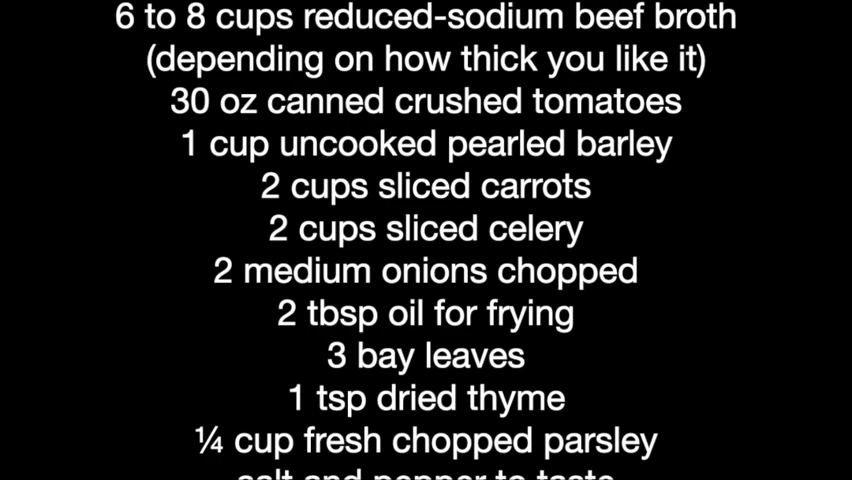 6 to 8 cups reduced-sodium beef broth
(depending on how thick you like it)
30 oz canned crushed tomatoes
1 cup uncooked pearled barley
2 cups sliced carrots
2 cups sliced celery
2 medium onions chopped
2 tbsp oil for frying
3 bay leaves
1 tsp dried thyme
¼ cup fresh chopped parsley
salt and pepper to taste